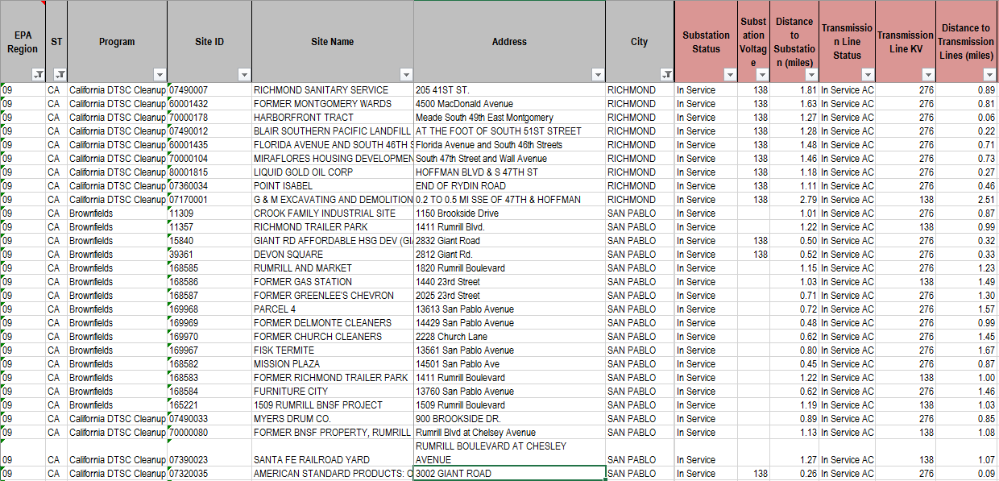 EPA Region ST Program Site ID Site Name Address City Substation Status Subst ation Voltag e Distance to Substatio n (miles) Transmissio n Line Status Transmission Line KV Distance to Transmission Lines (miles)
09 CA California DTSC Cleanup 07490007 RICHMOND SANITARY SERVICE 205 41ST ST. RICHMOND In Service 138 1.81 In Service AC 276 0.89
09 CA California DTSC Cleanup 60001432 FORMER MONTGOMERY WARDS 4500 MacDonald Avenue RICHMOND In Service 138 1.63 In Service AC 276 0.81
09 CA California DTSC Cleanup 70000178 HARBORFRONT TRACT Meade South 49th East Montgomery RICHMOND In Service 138 1.27 In Service AC 276 0.06
09 CA California DTSC Cleanup 07490012 BLAIR SOUTHERN PACIFIC LANDFILL AT THE FOOT OF SOUTH 51ST STREET RICHMOND In Service 138 1.28 In Service AC 276 0.22
09 CA California DTSC Cleanup 60001435 FLORIDA AVENUE AND SOUTH 46TH S Florida Avenue and South 46th Streets RICHMOND In Service 138 1.48 In Service AC 276 0.71
09 CA California DTSC Cleanup 70000104 MIRAFLORES HOUSING DEVELOPMEN South 47th Street and Wall Avenue RICHMOND In Service 138 1.46 In Service AC 276 0.73
09 CA California DTSC Cleanup 80001815 LIQUID GOLD OIL CORP HOFFMAN BLVD & S 47TH ST RICHMOND In Service 138 1.18 In Service AC 276 0.27
09 CA California DTSC Cleanup 07360034 POINT ISABEL END OF RYDIN ROAD RICHMOND In Service 138 1.11 In Service AC 276 0.46
09 CA California DTSC Cleanup 07170001 G & M EXCAVATING AND DEMOLITION 0.2 TO 0.5 MI SSE OF 47TH & HOFFMAN RICHMOND In Service 138 2.79 In Service AC 138 2.51
09 CA Brownfields 11309 CROOK FAMILY INDUSTRIAL SITE 1150 Brookside Drive SAN PABLO In Service 1.01 In Service AC 276 0.87
09 CA Brownfields 11357 RICHMOND TRAILER PARK 1411 Rumrill Blvd. SAN PABLO In Service 1.22 In Service AC 138 0.99
09 CA Brownfields 15840 GIANT RD AFFORDABLE HSG DEV (GI 2832 Giant Road SAN PABLO In Service 138 0.50 In Service AC 276 0.32
09 CA Brownfields 39361 DEVON SQUARE 2812 Giant Rd. SAN PABLO In Service 138 0.52 In Service AC 276 0.33
09 CA Brownfields 168585 RUMRILL AND MARKET 1820 Rumrill Boulevard SAN PABLO In Service 1.15 In Service AC 276 1.23
09 CA Brownfields 168586 FORMER GAS STATION 1440 23rd Street SAN PABLO In Service 1.03 In Service AC 138 1.49
09 CA Brownfields 168587 FORMER GREENLEE'S CHEVRON 2025 23rd Street SAN PABLO In Service 0.71 In Service AC 276 1.30
09 CA Brownfields 169968 PARCEL 4 13613 San Pablo Avenue SAN PABLO In Service 0.72 In Service AC 276 1.57
09 CA Brownfields 169969 FORMER DELMONTE CLEANERS 14429 San Pablo Avenue SAN PABLO In Service 0.48 In Service AC 276 0.99
09 CA Brownfields 169970 FORMER CHURCH CLEANERS 2228 Church Lane SAN PABLO In Service 0.62 In Service AC 276 1.45
09 CA Brownfields 169967 FISK TERMITE 13561 San Pablo Avenue SAN PABLO In Service 0.80 In Service AC 276 1.67
09 CA Brownfields 168582 MISSION PLAZA 14501 San Pablo Ave SAN PABLO In Service 0.45 In Service AC 276 0.87
09 CA Brownfields 168583 FORMER RICHMOND TRAILER PARK 1411 Rumrill Boulevard SAN PABLO In Service 1.22 In Service AC 138 1.00
09 CA Brownfields 168584 FURNITURE CITY 13760 San Pablo Avenue SAN PABLO In Service 0.62 In Service AC 276 1.46
09 CA Brownfields 165221 1509 RUMRILL BNSF PROJECT 1509 Rumrill Boulevard SAN PABLO In Service 1.19 In Service AC 138 1.03
09 CA California DTSC Cleanup 07490033 MYERS DRUM CO. 900 BROOKSIDE DR. SAN PABLO In Service 0.89 In Service AC 276 0.85
09 CA California DTSC Cleanup 70000080 FORMER BNSF PROPERTY, RUMRILL Rumrill Blvd at Chelsey Avenue SAN PABLO In Service 1.13 In Service AC 138 1.08
RUMRILL BOULEVARD AT CHESLEY
09 CA California DTSC Cleanup 07390023 SANTA FE RAILROAD YARD AVENUE SAN PABLO In Service 1.27 In Service AC 138 1.07
09 CA California DTSC Cleanup 07320035 AMERICAN STANDARD PRODUCTS: O 3002 GIANT ROAD SAN PABLO In Service 138 0.26 In Service AC 276 0.09